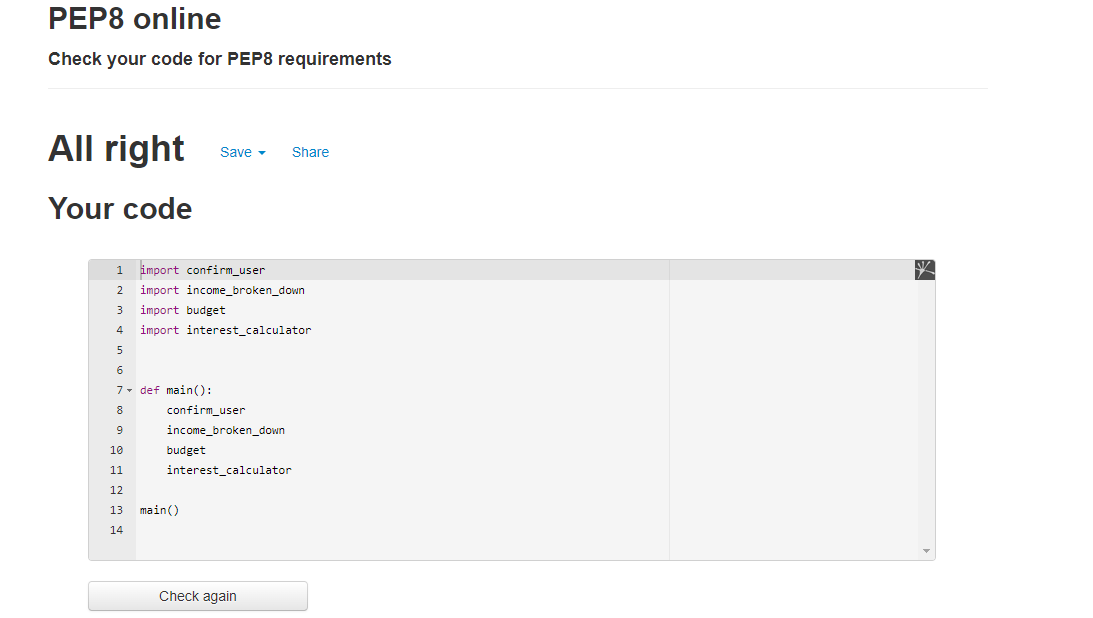 PEP8 online
Check your code for PEP8 requirements
All right Save Share
Your code
1 import confirm_user
2 import income_broken_down
3 import budget
4 import interest_calculator
5
6
7 def main():
8     confirm_user
9     income_broken_down
10     budget
11     interest_calculator
12
13 main()
14
Check again